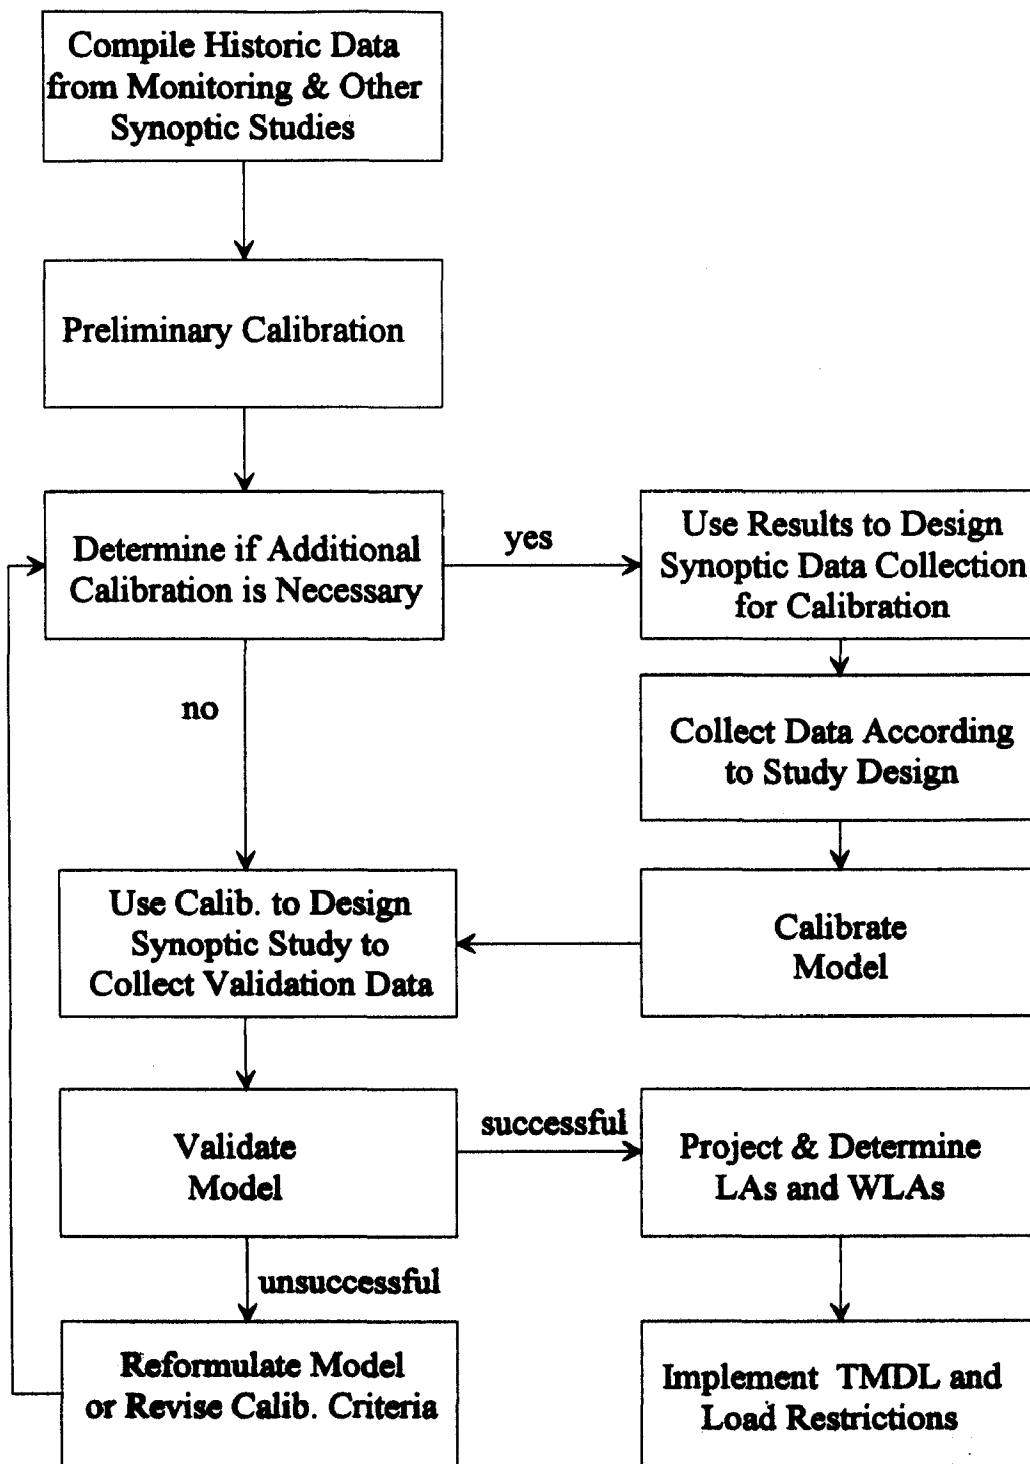 Compile Historic Data
from Monitoring & Other
Synoptic Studies
Preliminary Calibration
Determine if Additional
Calibration is Necessary
yes
Use Results to Design
Synoptic Data Collection
for Calibration
no
Collect Data According
to Study Design
Use Calib. to Design
Synoptic Study to
Collect Validation Data
Calibrate
Model
Validate
Model
successful
Project & Determine
LAs and WLAs
unsuccessful
Reformulate Model
or Revise Calib. Criteria
Implement TMDL and
Load Restrictions